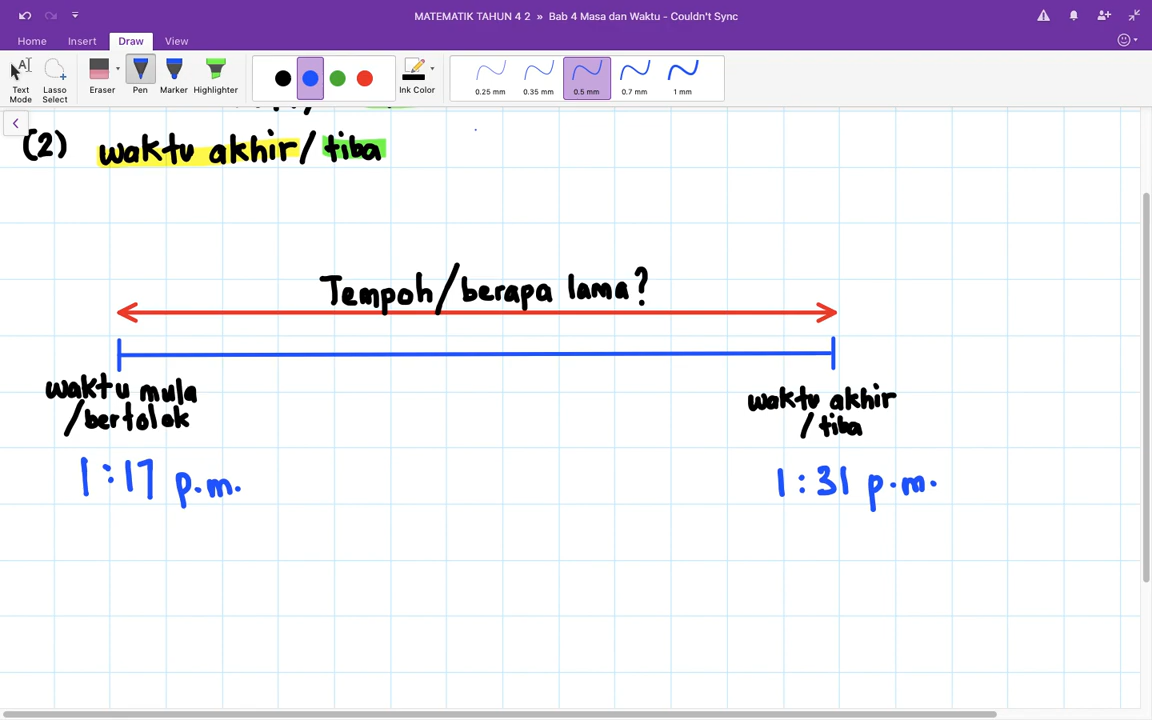 MATEMATIK TAHUN 4 2 » Bab 4 Masa dan Waktu - Couldn't Sync
Home Insert Draw View
Text Mode
Lasso Select
Eraser
Pen
Marker
Highlighter
Ink Color
0.25 mm
0.35 mm
0.5 mm
0.7 mm
1 mm
(2) waktu akhir/tiba
Tempoh/berapa lama?
waktu mula
/bertolak
waktu akhir
/tiba
1:17 p.m.
1:31 p.m.